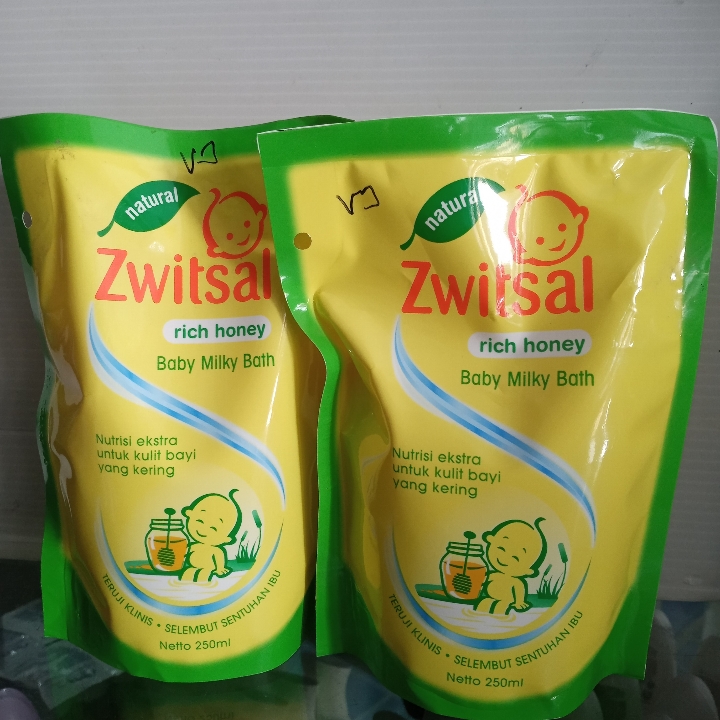 natural
Zwitsal
rich honey
Baby Milky Bath
Nutrisi ekstra
untuk kulit bayi
yang kering
TERUJI KLINIS • SELEMBUT SENTUHAN IBU
Netto 250ml
natural
Zwitsal
rich honey
Baby Milky Bath
Nutrisi ekstra
untuk kulit bayi
yang kering
TERUJI KLINIS • SELEMBUT SENTUHAN IBU
Netto 250ml